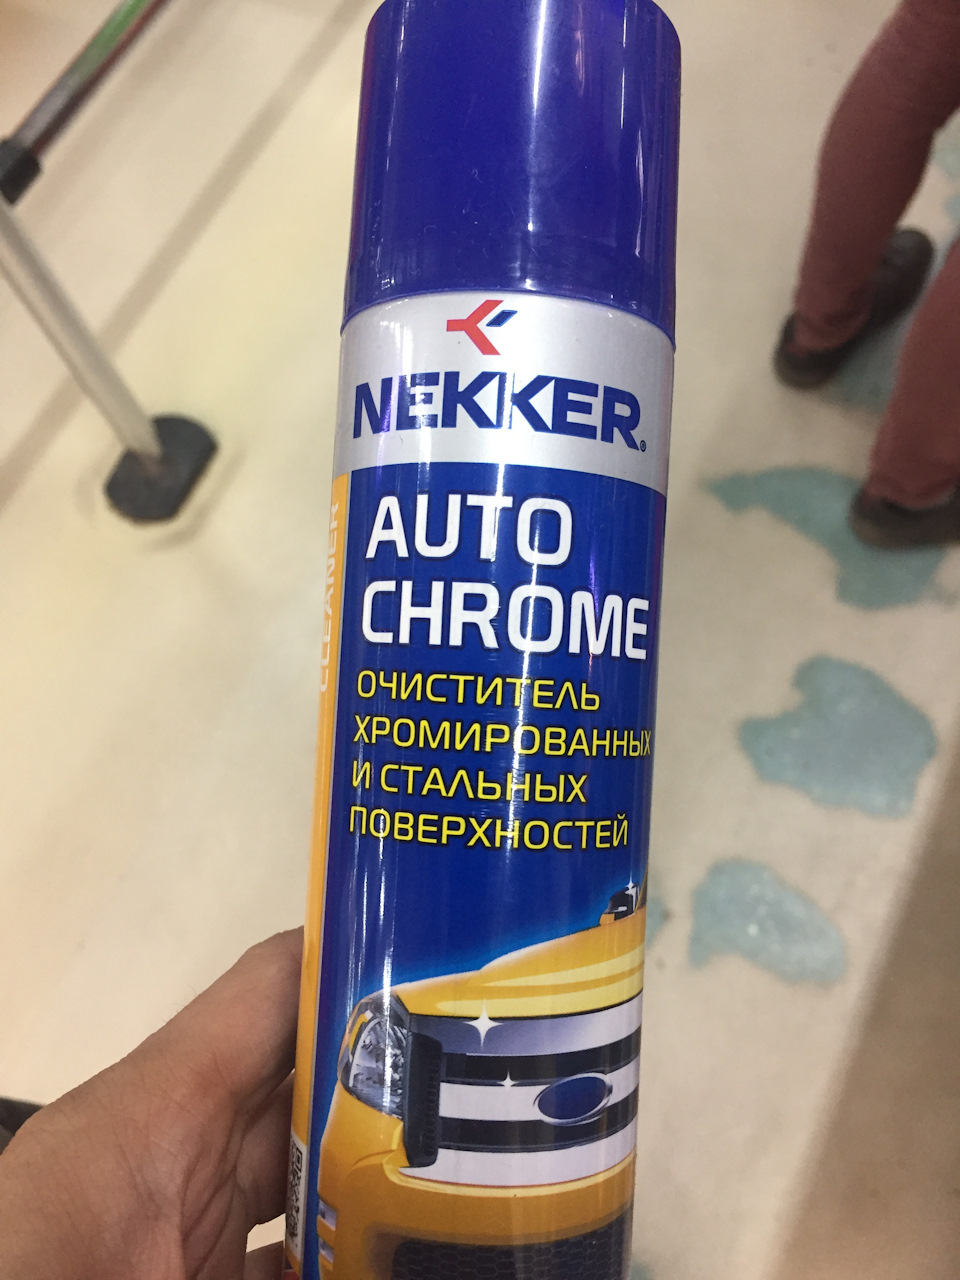 NEKKER
AUTO
CHROME
ОЧИСТИТЕЛЬ
ХРОМИРОВАННЫХ
И СТАЛЬНЫХ
ПОВЕРХНОСТЕЙ
CLEANER